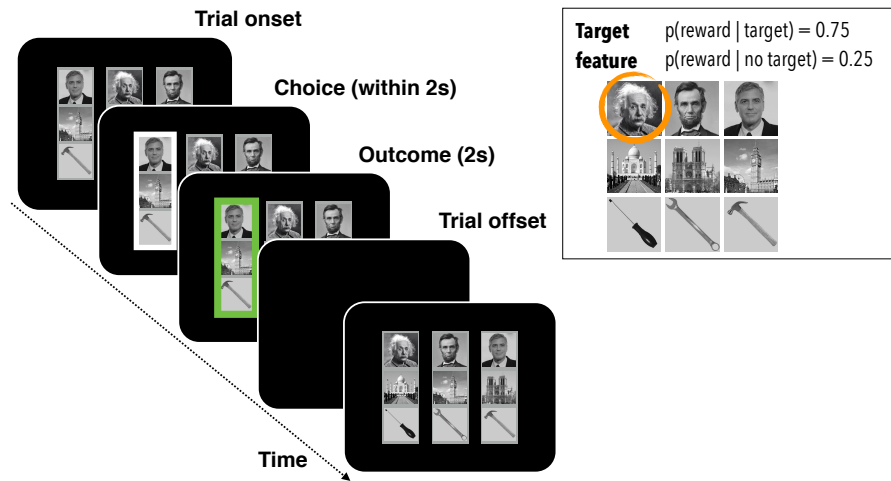 Trial onset
Choice (within 2s)
Outcome (2s)
Trial offset
Time
Target p(reward | target) = 0.75
feature p(reward | no target) = 0.25